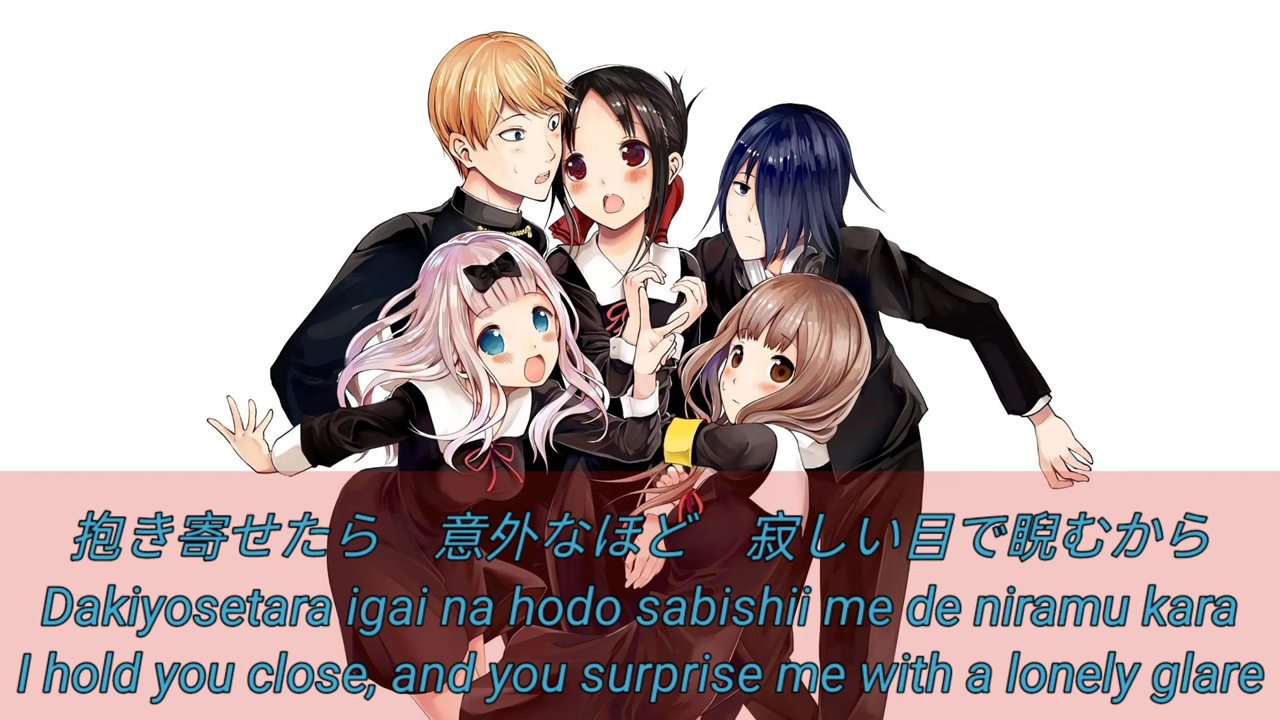 抱き寄せたら　意外なほど　寂しい目で睨むから
Dakiyosetara igai na hodo sabishii me de niramu kara
I hold you close, and you surprise me with a lonely glare